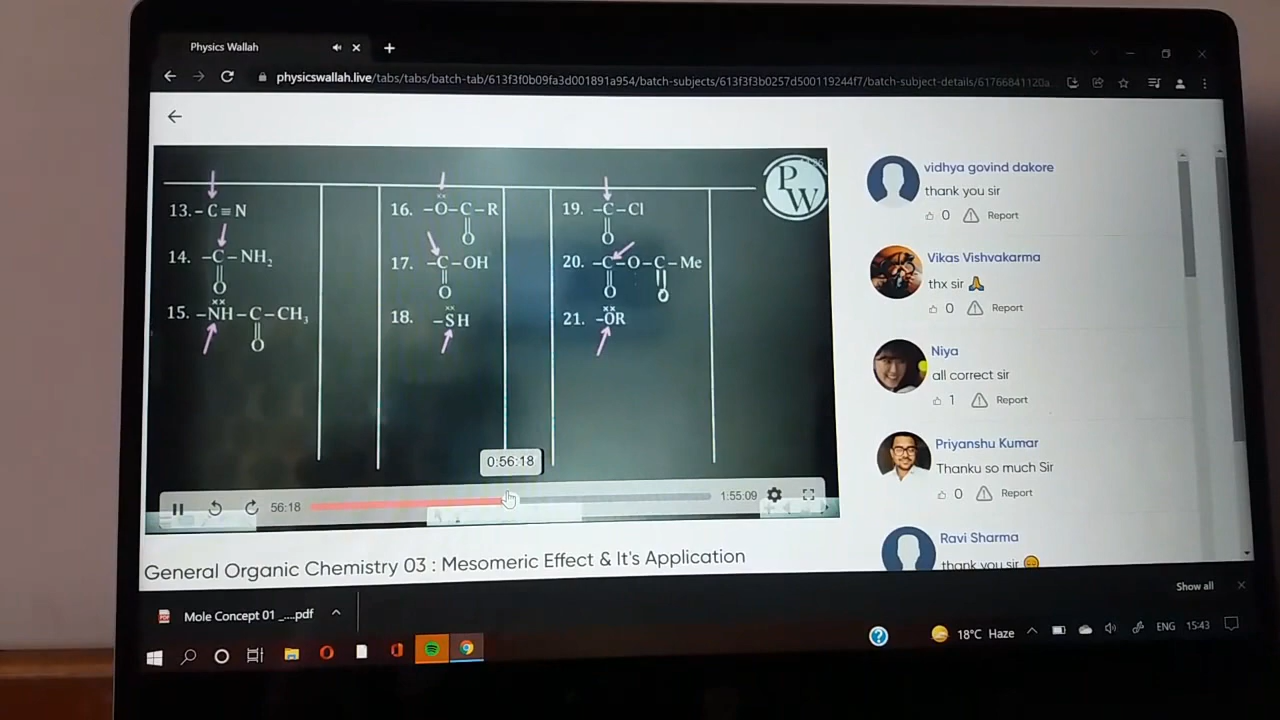 Physics Wallah
physicswallah.live/tabs/tabs/batch-tab/613f3f0b09fa3d001891a954/batch-subjects/613f3f3b0257d500119244f7/batch-subject-details/61766841120a...
PW
13. -C≡N
14. -C-NH₂
O
15. -NH-C-CH₃
O
16. -O-C-R
O
17. -C-OH
O
18. -SH
19. -C-Cl
O
20. -C-O-C-Me
O O
21. -OR
0:56:18
56:18
1:55:09
General Organic Chemistry 03 : Mesomeric Effect & It's Application
vidhya govind dakore
thank you sir
0 Report
Vikas Vishvakarma
thx sir 🙏
0 Report
Niya
all correct sir
1 Report
Priyanshu Kumar
Thanku so much Sir
0 Report
Ravi Sharma
thank you sir 😊
Mole Concept 01 _....pdf
Show all
18°C Haze
ENG
15:43